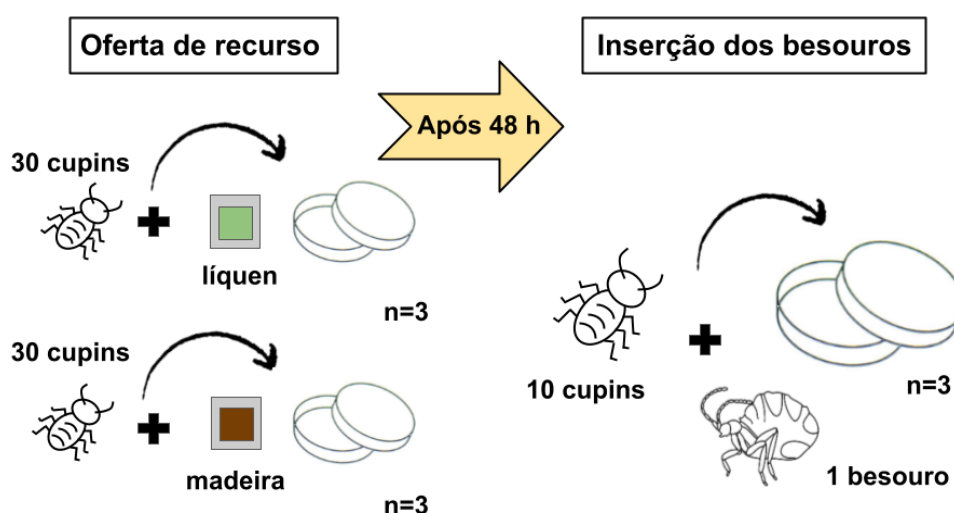 Oferta de recurso
30 cupins
líquen
n=3
30 cupins
madeira
n=3
Após 48 h
Inserção dos besouros
10 cupins
n=3
1 besouro